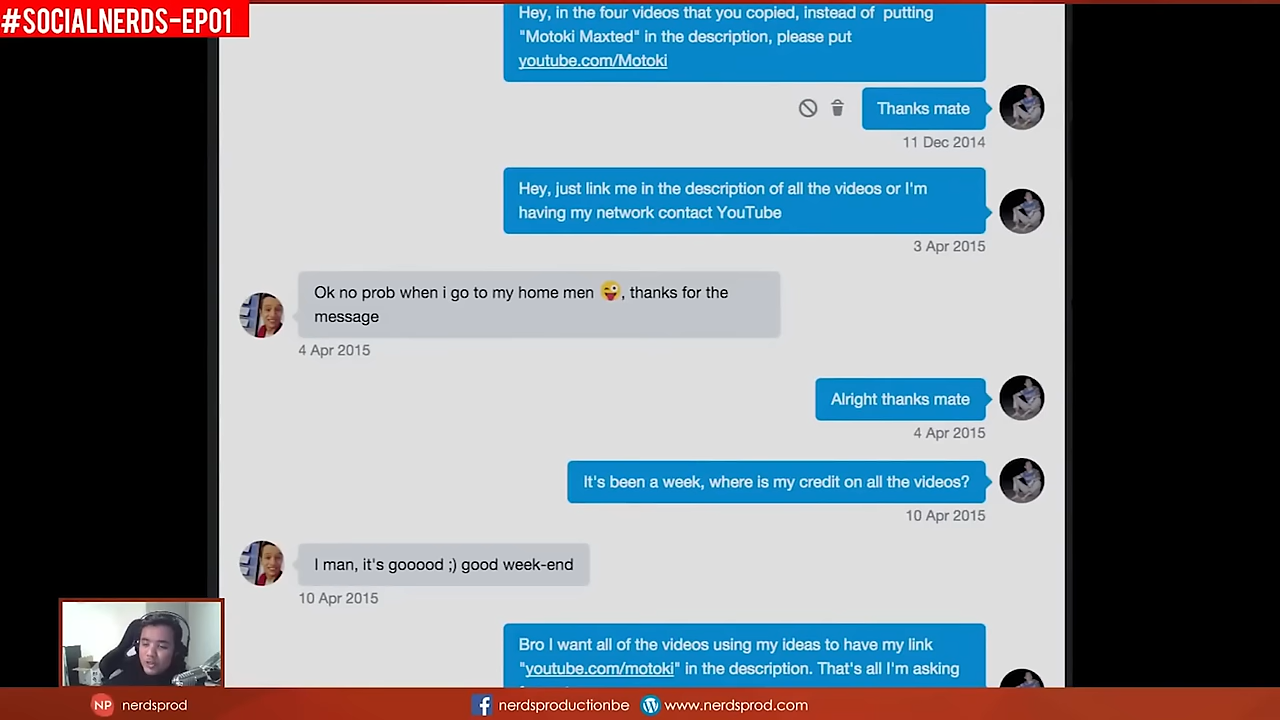 #SOCIALNERDS-EP01
Hey, in the four videos that you copied, instead of putting
"Motoki Maxted" in the description, please put
youtube.com/Motoki
Thanks mate
11 Dec 2014
Hey, just link me in the description of all the videos or I'm
having my network contact YouTube
3 Apr 2015
Ok no prob when i go to my home men 😜, thanks for the
message
4 Apr 2015
Alright thanks mate
4 Apr 2015
It's been a week, where is my credit on all the videos?
10 Apr 2015
I man, it's gooood ;) good week-end
10 Apr 2015
Bro I want all of the videos using my ideas to have my link
"youtube.com/motoki" in the description. That's all I'm asking
NP nerdsprod
nerdsproductionbe
www.nerdsprod.com